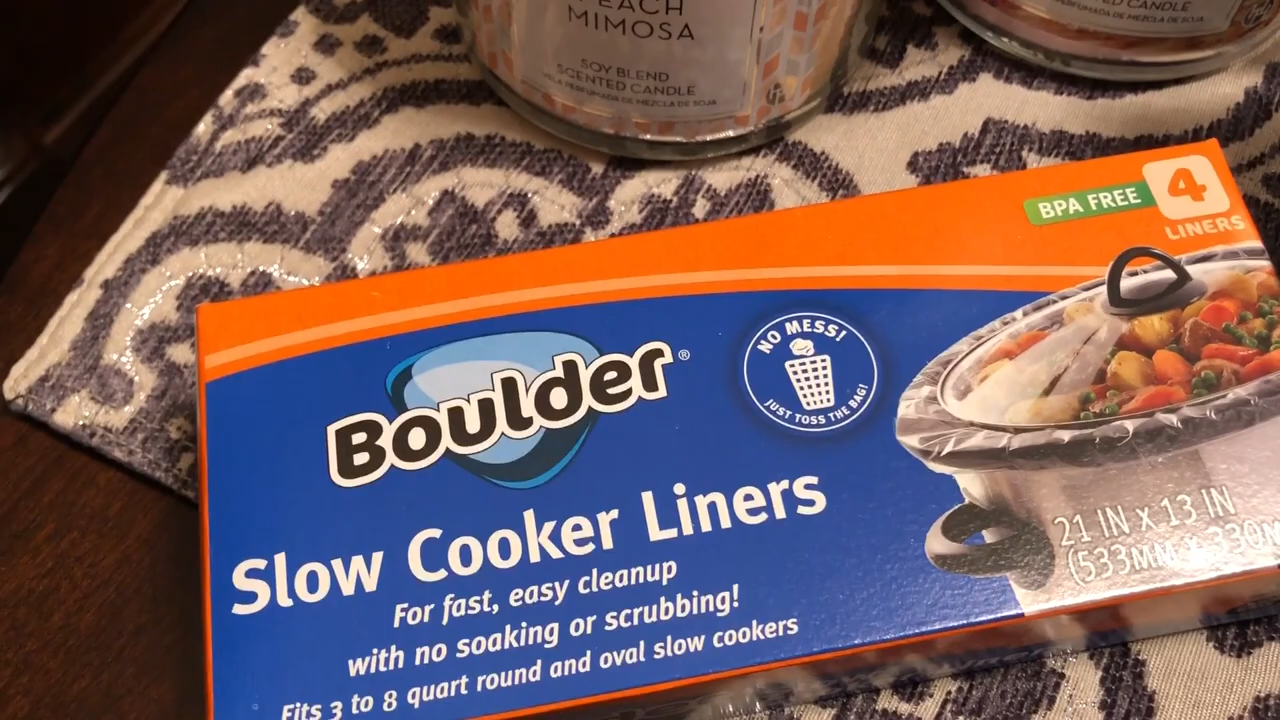 PEACH
MIMOSA
SOY BLEND
SCENTED CANDLE
VELA PERFUMADA DE MEZCLA DE SOJA
CANDLE
PERFUMADA DE MEZCLA DE SOJA
BPA FREE
4
LINERS
NO MESS!
JUST TOSS THE BAG!
Boulder®
Slow Cooker Liners
For fast, easy cleanup
with no soaking or scrubbing!
Fits 3 to 8 quart round and oval slow cookers
21 IN x 13 IN
(533MM x 330M